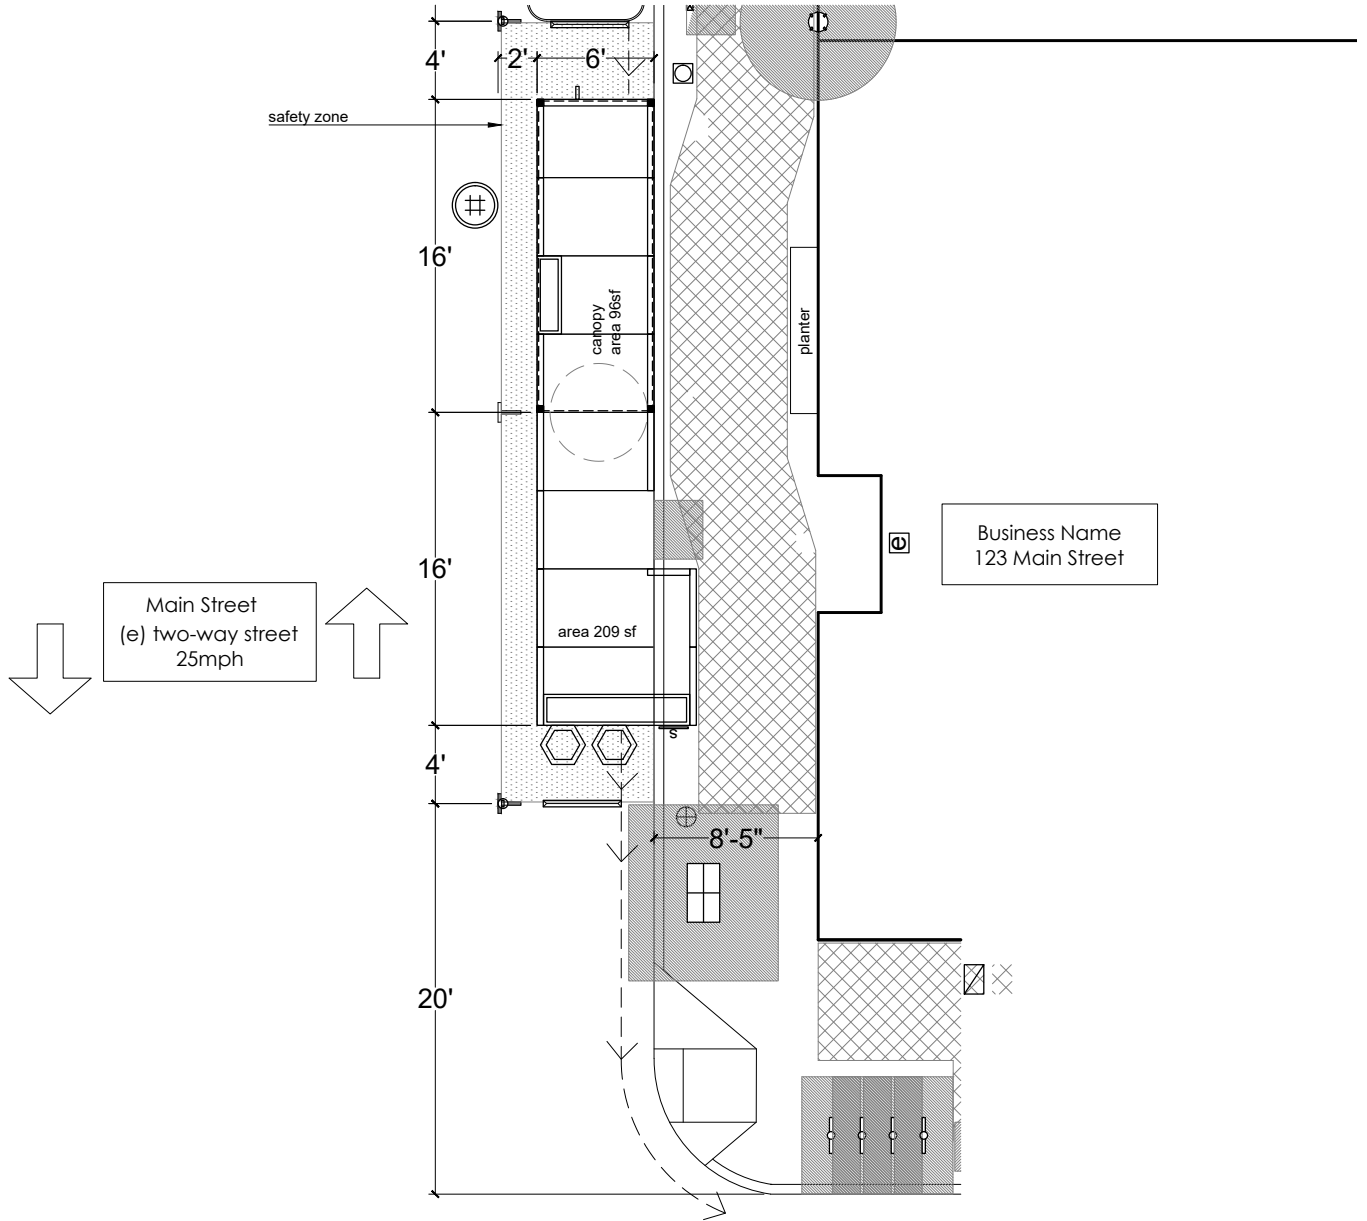 4'
2'
6'
safety zone
16'
canopy
area 96sf
planter
Business Name
123 Main Street
e
16'
Main Street
(e) two-way street
25mph
area 209 sf
s
4'
8'-5"
20'